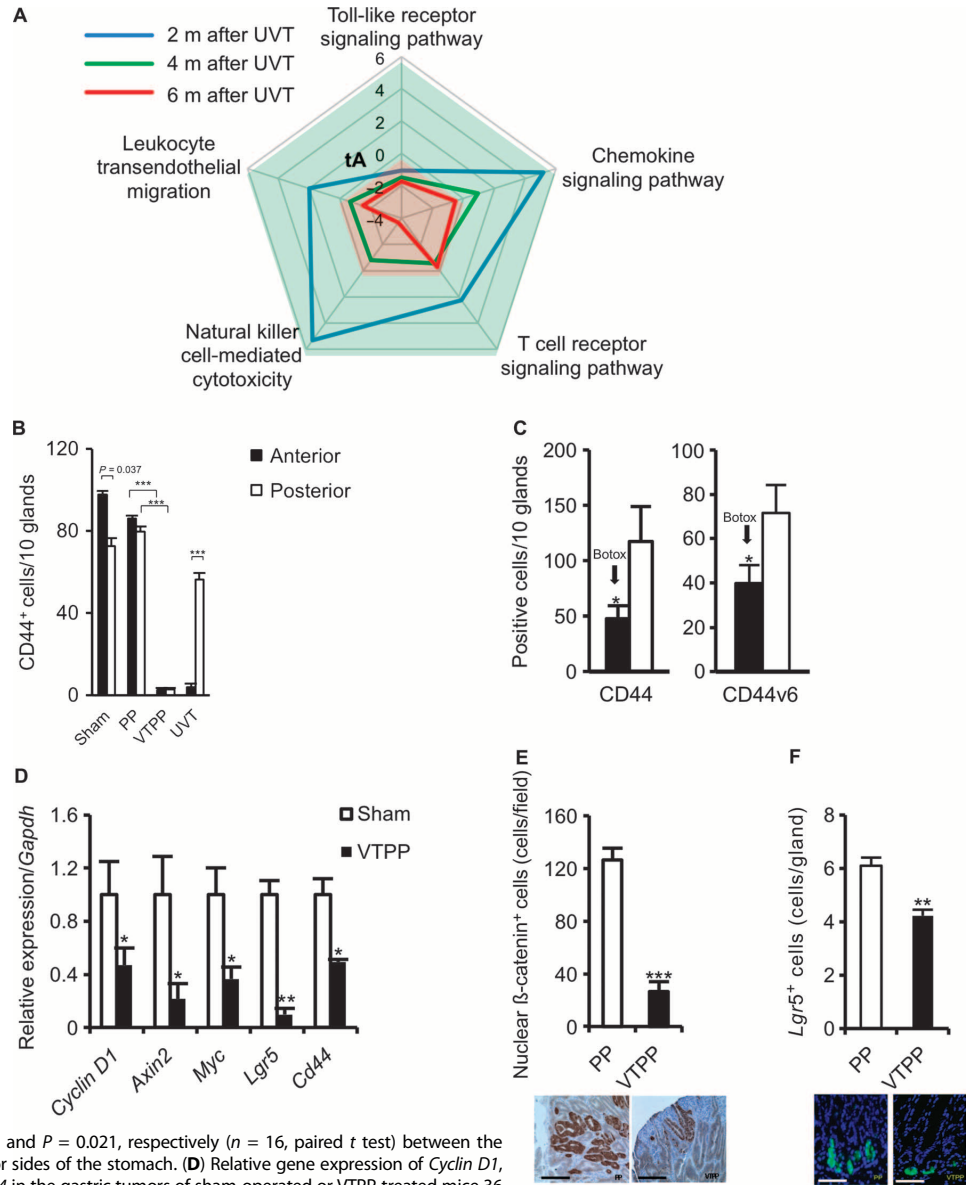 A
Toll-like receptor
signaling pathway
2 m after UVT
4 m after UVT
6 m after UVT
6
4
2
0
–2
–4
tA
Leukocyte
transendothelial
migration
Chemokine
signaling pathway
Natural killer
cell-mediated
cytotoxicity
T cell receptor
signaling pathway
B
120
80
40
0
CD44+ cells/10 glands
P = 0.037
***
***
***
Anterior
Posterior
Sham
PP
VTPP
UVT
C
200
150
100
50
0
Positive cells/10 glands
Botox
*
CD44
100
80
60
40
20
0
Botox
*
CD44v6
D
1.6
1.2
0.8
0.4
0
Relative expression/Gapdh
Sham
VTPP
*
*
*
**
*
Cyclin D1
Axin2
Myc
Lgr5
Cd44
E
Nuclear ß-catenin+ cells (cells/field)
160
120
80
40
0
***
PP
VTPP
PP
VTPP
F
Lgr5+ cells (cells/gland)
8
6
4
2
0
**
PP
VTPP
PP
VTPP
and P = 0.021, respectively (n = 16, paired t test) between the
or sides of the stomach. (D) Relative gene expression of Cyclin D1,
4 in the gastric tumors of sham-operated or VTPP-treated mice 36